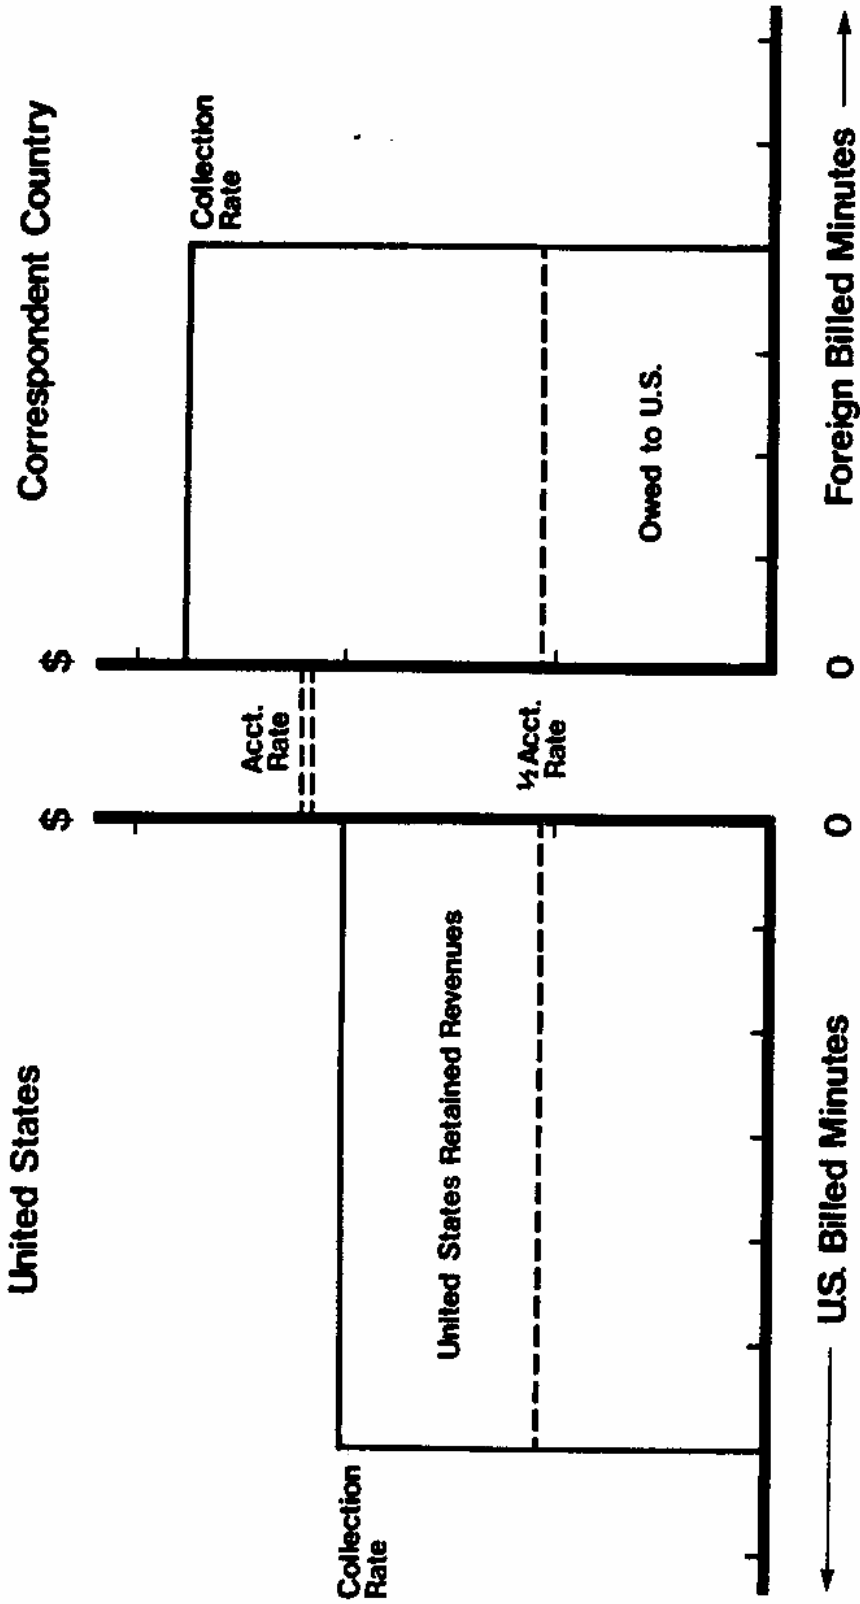 United States
Correspondent Country
$
$
Acct.
Rate
Collection
Rate
Collection
Rate
United States Retained Revenues
½ Acct.
Rate
Owed to U.S.
0
0
U.S. Billed Minutes
Foreign Billed Minutes